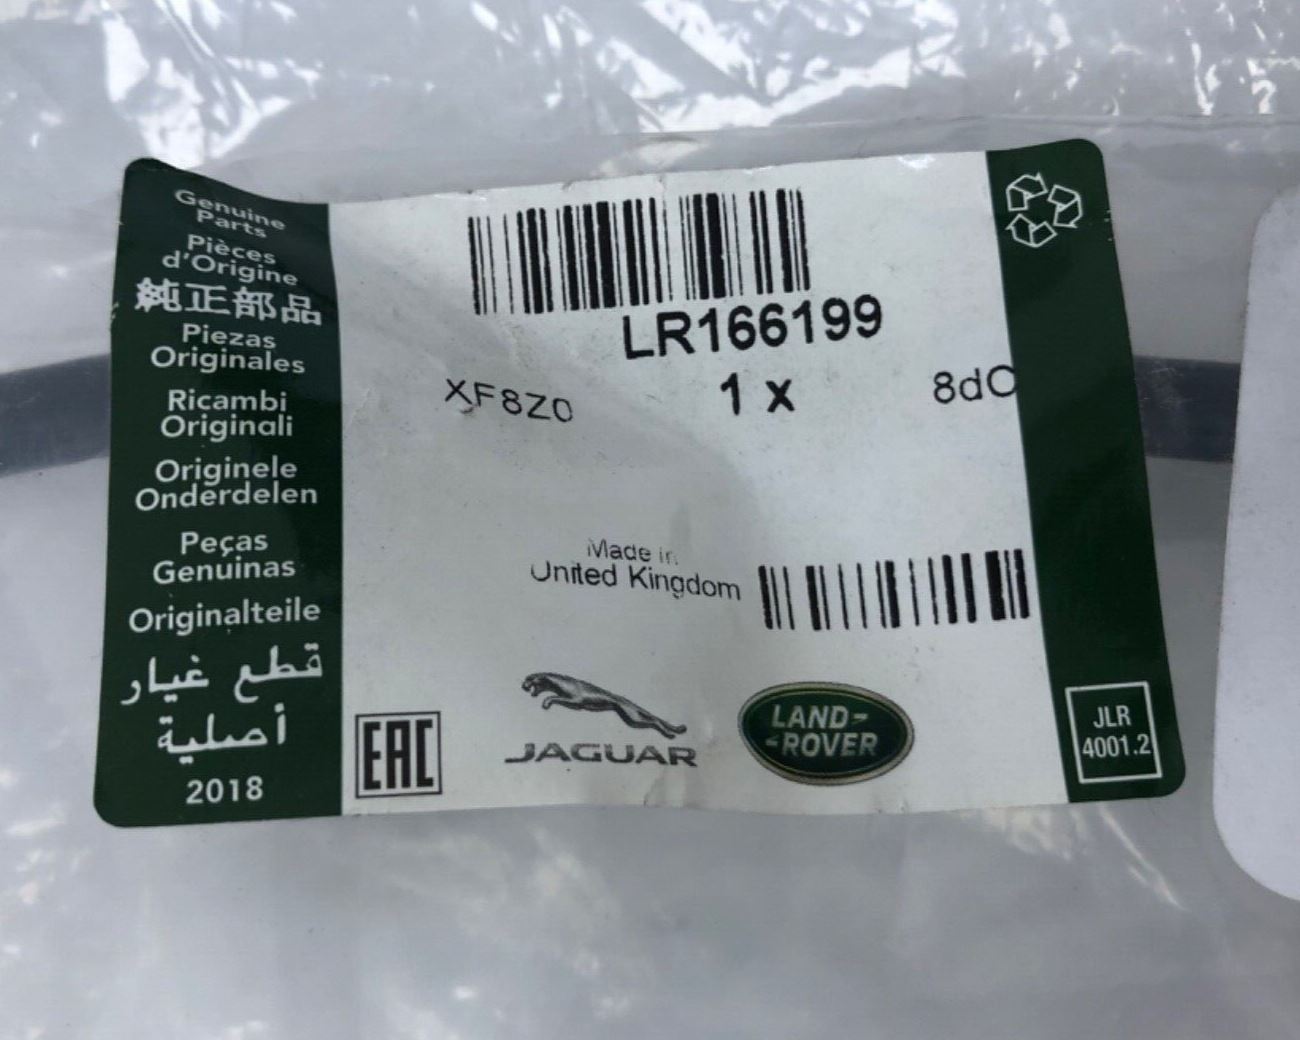 Genuine
Parts
Pièces
d'Origine
純正部品
Piezas
Originales
Ricambi
Originali
Originele
Onderdelen
Peças
Genuinas
Originalteile
قطع غيار
أصلية
2018
LR166199
XF8Z0 1 x 8dC
Made in
United Kingdom
EAC
JAGUAR
LAND-
-ROVER
JLR
4001.2